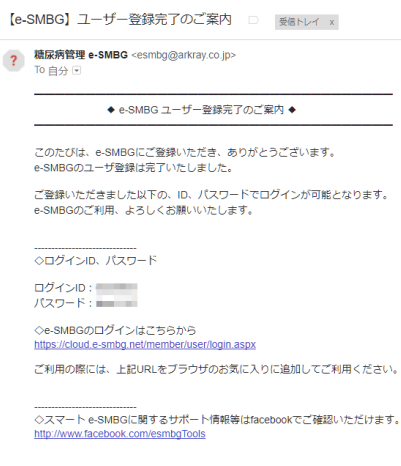 【e-SMBG】ユーザー登録完了のご案内
受信トレイ x
?
糖尿病管理 e-SMBG <esmbg@arkray.co.jp>
To 自分
◆ e-SMBG ユーザー登録完了のご案内 ◆
このたびは、e-SMBGにご登録いただき、ありがとうございます。
e-SMBGのユーザ登録は完了いたしました。
ご登録いただきました以下の、ID、パスワードでログインが可能となります。
e-SMBGのご利用、よろしくお願いいたします。
------------------------------
◇ログインID、パスワード
ログインID：
パスワード：
◇e-SMBGのログインはこちらから
https://cloud.e-smbg.net/member/user/login.aspx
ご利用の際には、上記URLをブラウザのお気に入りに追加してご利用ください。
------------------------------
◇スマート e-SMBGに関するサポート情報等はfacebookでご確認いただけます。
http://www.facebook.com/esmbgTools